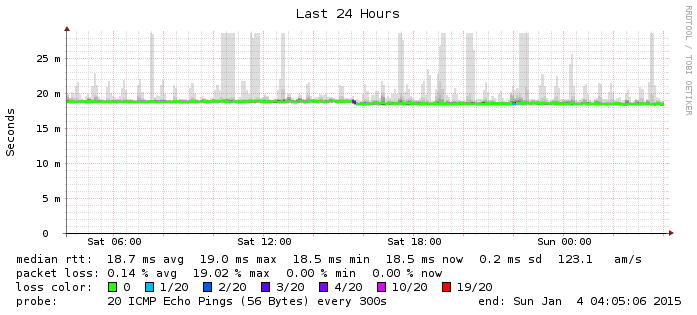 Last 24 Hours
RRDTOOL / TOBI OETIKER
Seconds
25 m
20 m
15 m
10 m
5 m
0
Sat 06:00 Sat 12:00 Sat 18:00 Sun 00:00
median rtt: 18.7 ms avg 19.0 ms max 18.5 ms min 18.5 ms now 0.2 ms sd 123.1 am/s
packet loss: 0.14 % avg 19.02 % max 0.00 % min 0.00 % now
loss color: 0 1/20 2/20 3/20 4/20 10/20 19/20
probe: 20 ICMP Echo Pings (56 Bytes) every 300s end: Sun Jan 4 04:05:06 2015